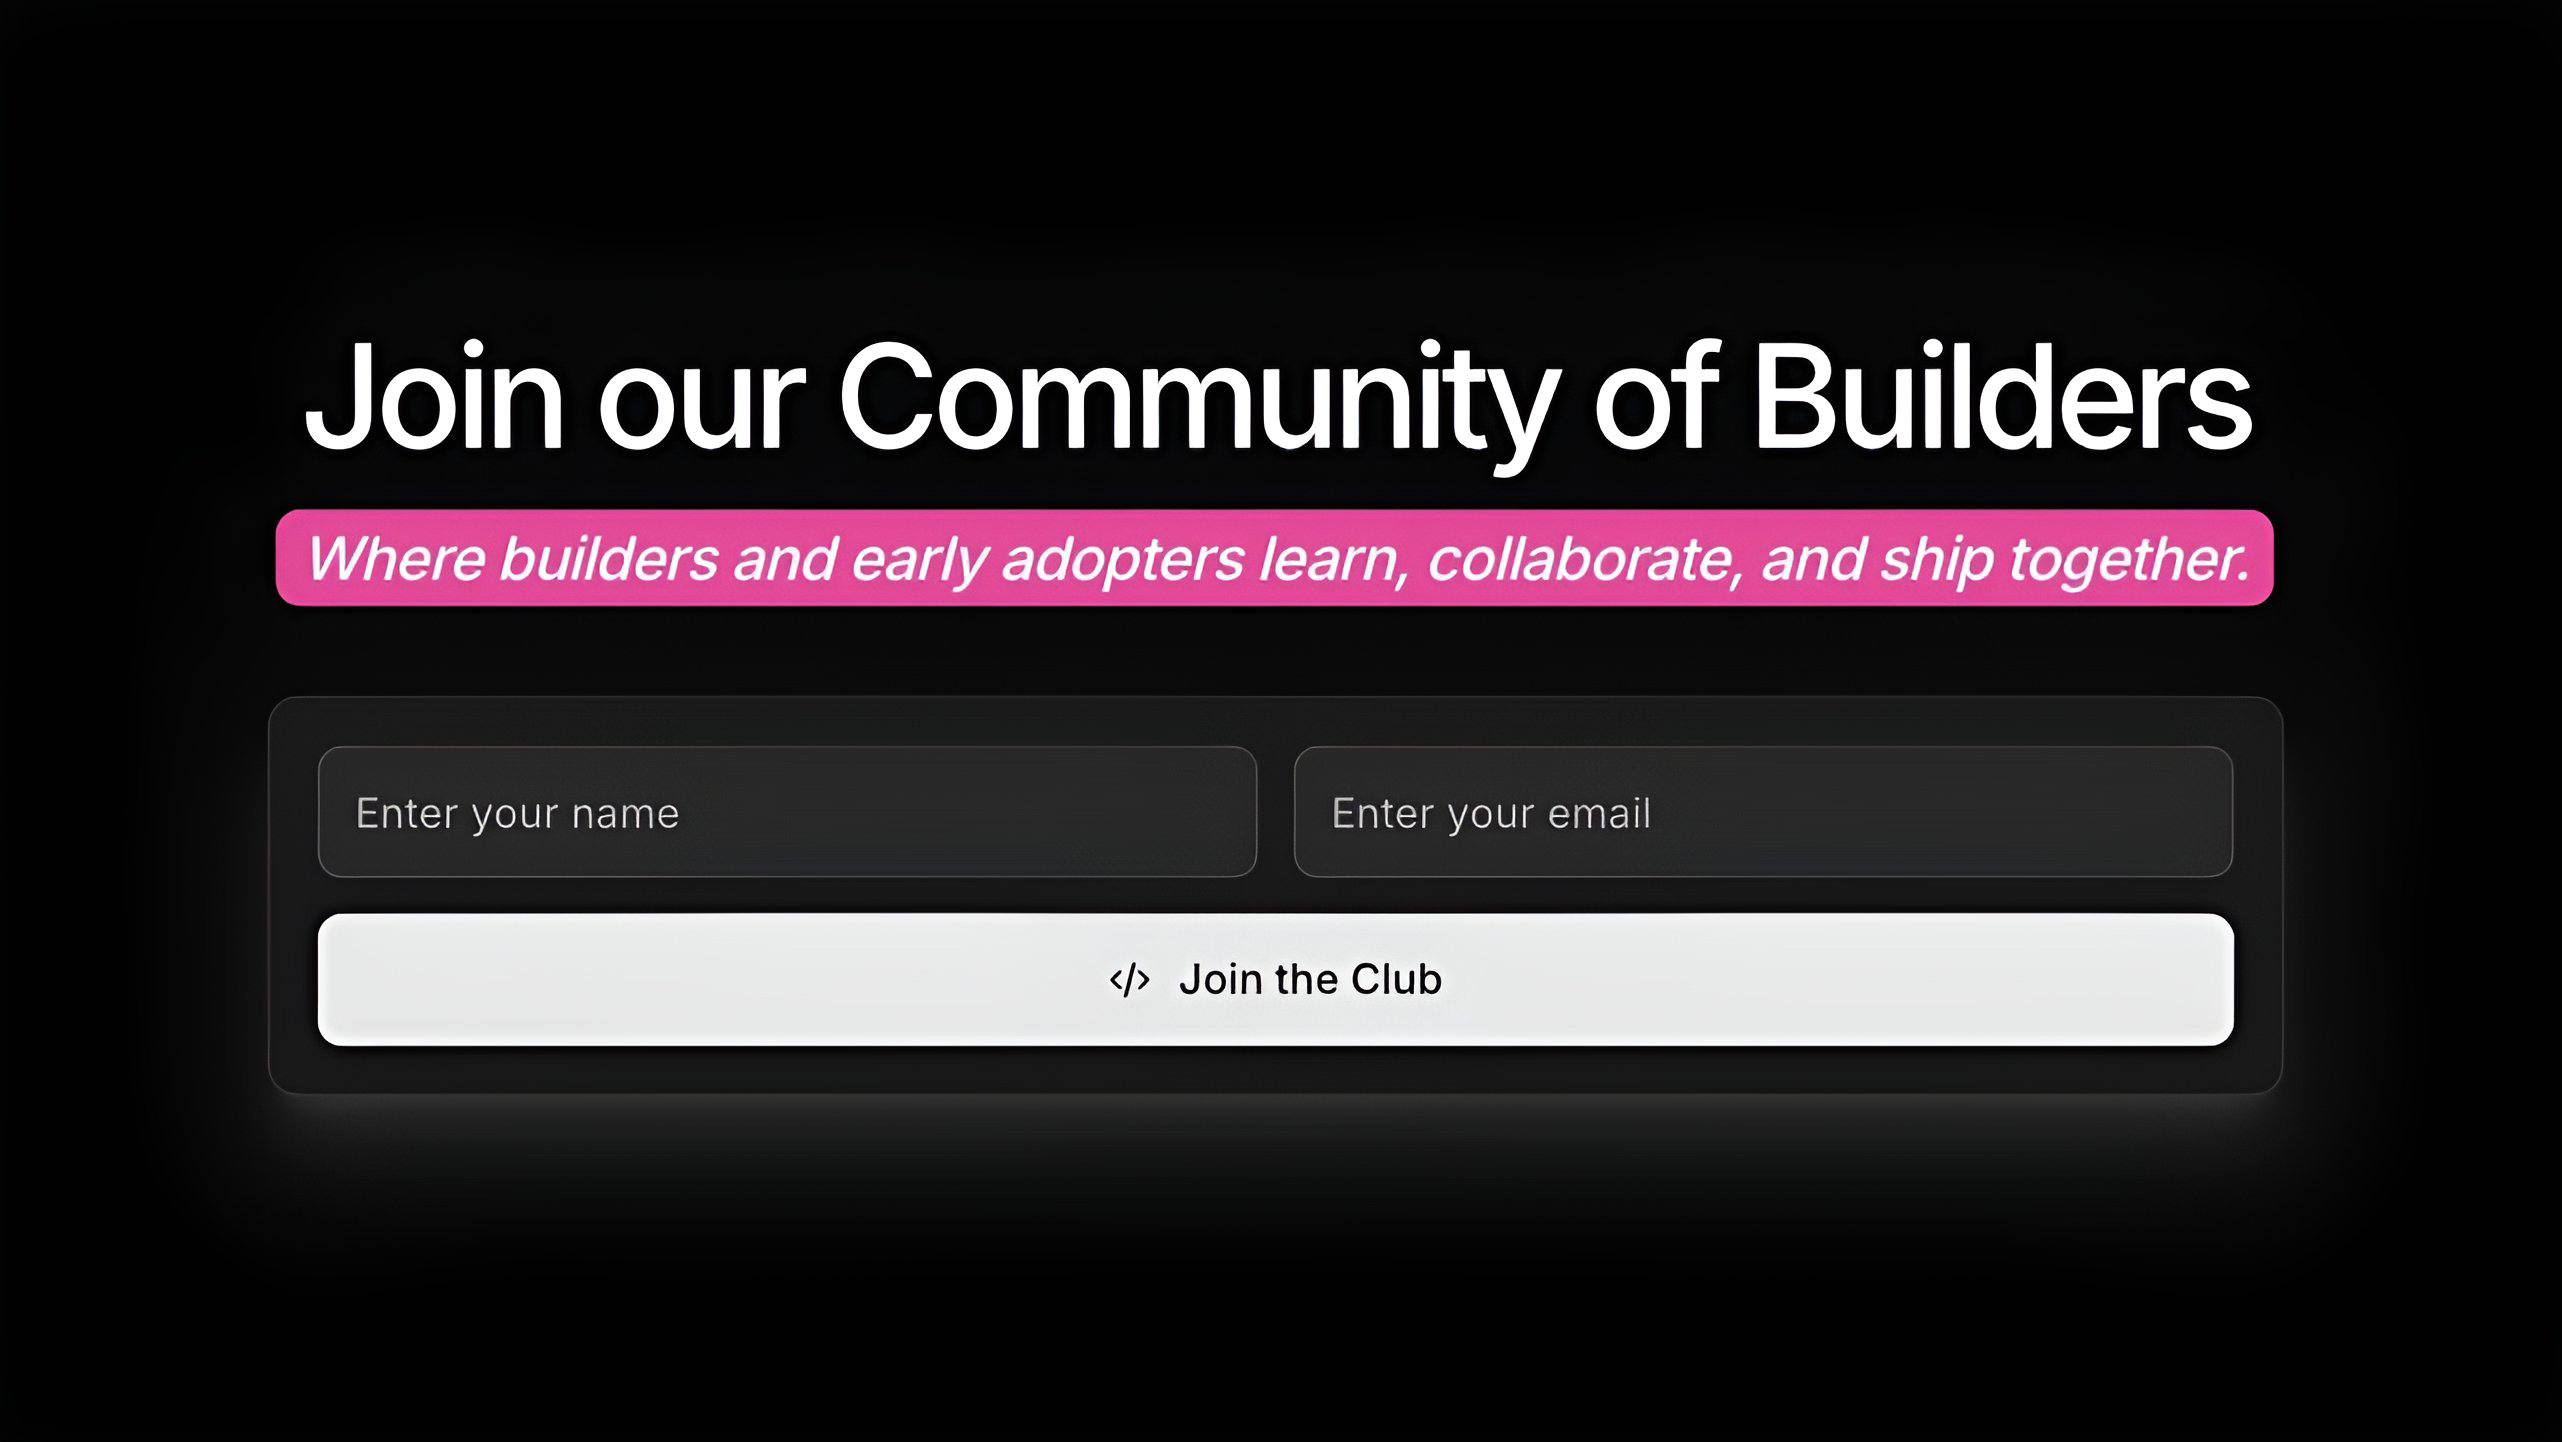 Join our Community of Builders
Where builders and early adopters learn, collaborate, and ship together.
Enter your name
Enter your email
</> Join the Club